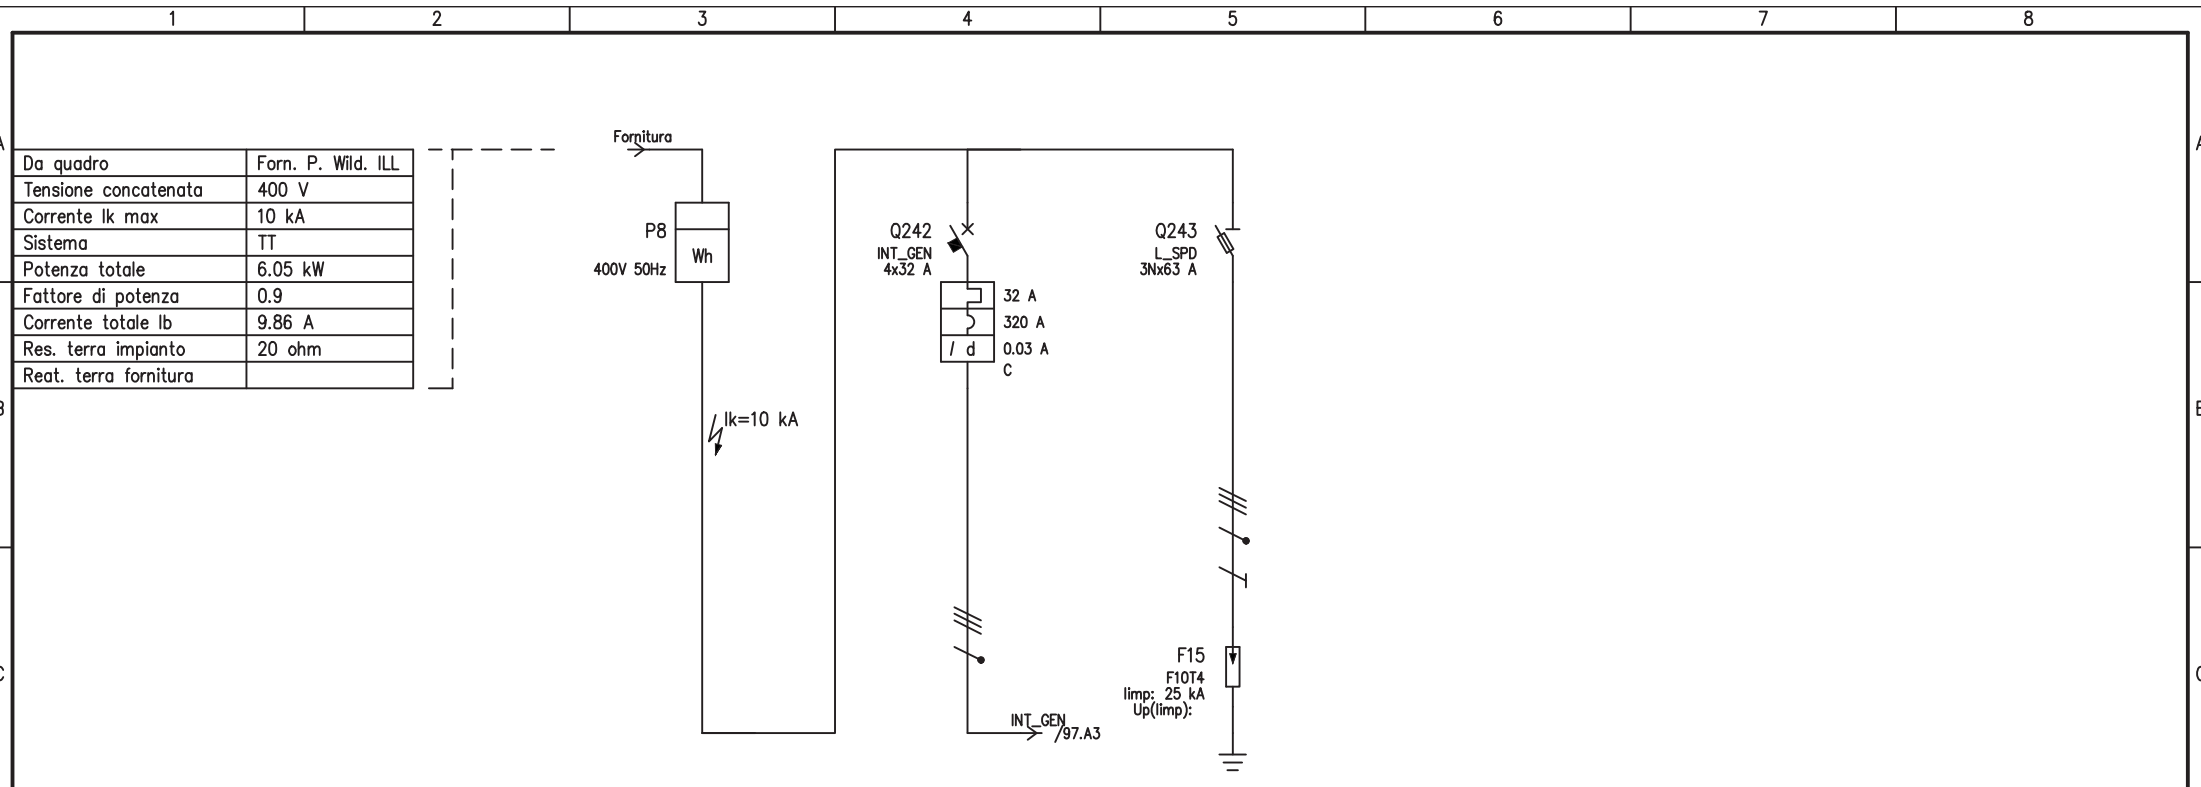 1 2 3 4 5 6 7 8
A A
Da quadro Forn. P. Wild. ILL
Tensione concatenata 400 V
Corrente Ik max 10 kA
Sistema TT
Potenza totale 6.05 kW
Fattore di potenza 0.9
Corrente totale Ib 9.86 A
Res. terra impianto 20 ohm
Reat. terra fornitura
Fornitura
P8
Wh
400V 50Hz
Ik=10 kA
Q242
INT_GEN
4x32 A
32 A
320 A
I d 0.03 A
C
Q243
L_SPD
3Nx63 A
F15
F10T4
Iimp: 25 kA
Up(Iimp):
INT_GEN
/97.A3